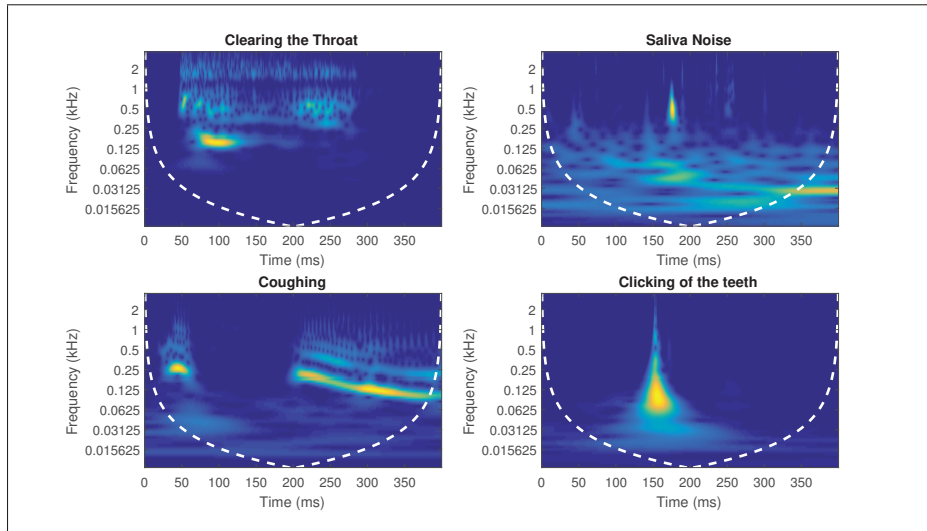 Clearing the Throat
Frequency (kHz)
2
1
0.5
0.25
0.125
0.0625
0.03125
0.015625
0 50 100 150 200 250 300 350
Time (ms)
Saliva Noise
Frequency (kHz)
2
1
0.5
0.25
0.125
0.0625
0.03125
0.015625
0 50 100 150 200 250 300 350
Time (ms)
Coughing
Frequency (kHz)
2
1
0.5
0.25
0.125
0.0625
0.03125
0.015625
0 50 100 150 200 250 300 350
Time (ms)
Clicking of the teeth
Frequency (kHz)
2
1
0.5
0.25
0.125
0.0625
0.03125
0.015625
0 50 100 150 200 250 300 350
Time (ms)